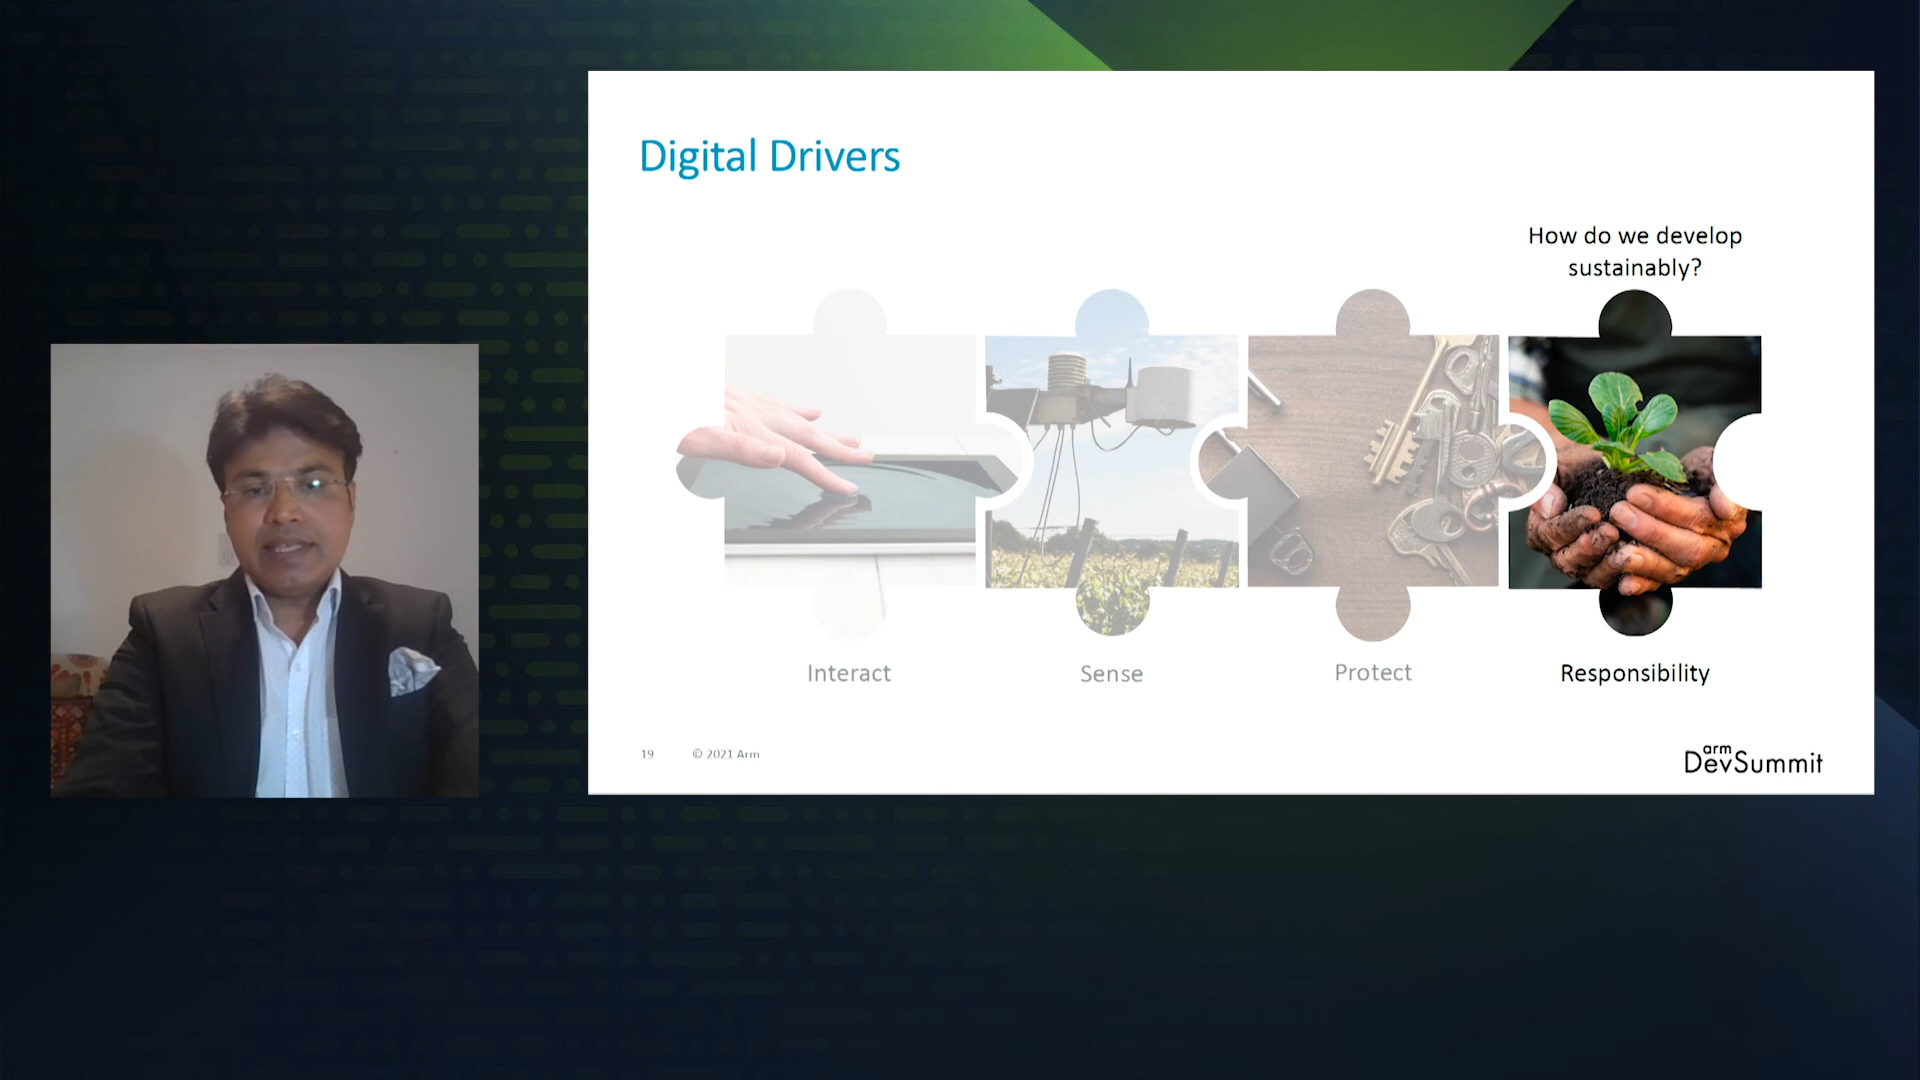 Digital Drivers
How do we develop
sustainably?
Interact
Sense
Protect
Responsibility
19
© 2021 Arm
arm
DevSummit